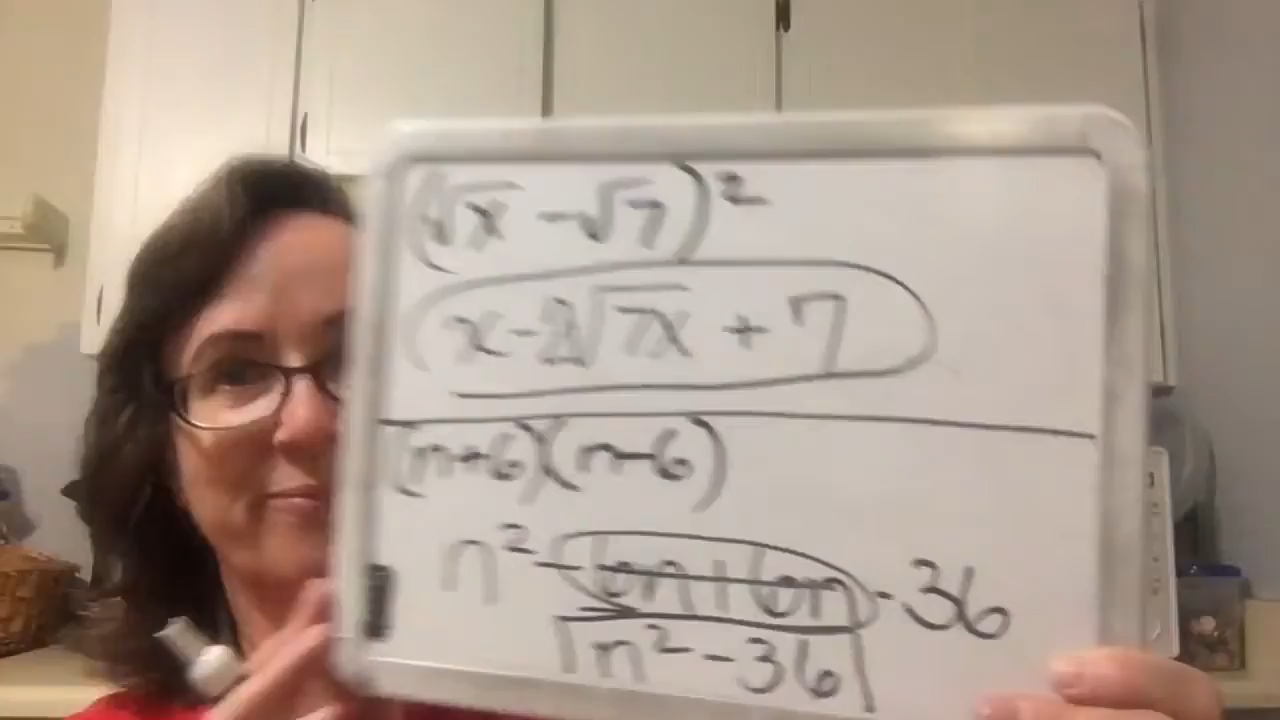 (√x - √7)²
x - 2√7x + 7
(n+6)(n-6)
n² - 6n + 6n - 36
n² - 36